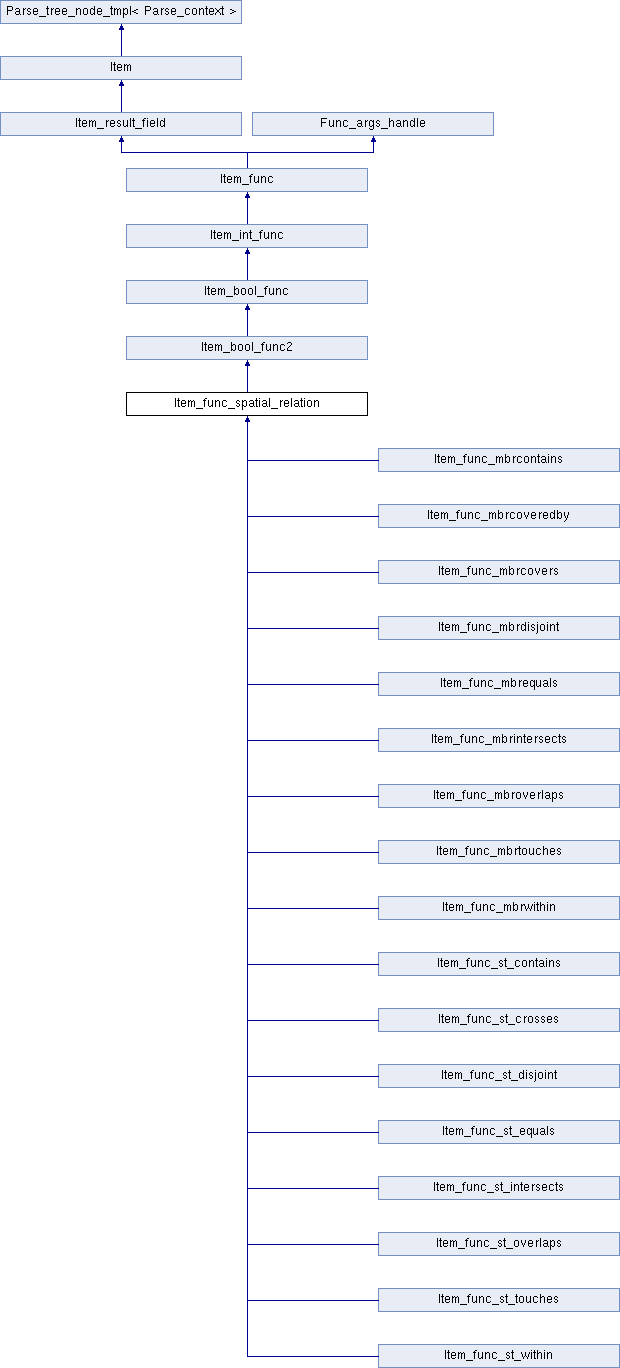 Parse_tree_node_tmpl< Parse_context >
Item
Item_result_field
Func_args_handle
Item_func
Item_int_func
Item_bool_func
Item_bool_func2
Item_func_spatial_relation
Item_func_mbrcontains
Item_func_mbrcoveredby
Item_func_mbrcovers
Item_func_mbrdisjoint
Item_func_mbrequals
Item_func_mbrintersects
Item_func_mbroverlaps
Item_func_mbrtouches
Item_func_mbrwithin
Item_func_st_contains
Item_func_st_crosses
Item_func_st_disjoint
Item_func_st_equals
Item_func_st_intersects
Item_func_st_overlaps
Item_func_st_touches
Item_func_st_within